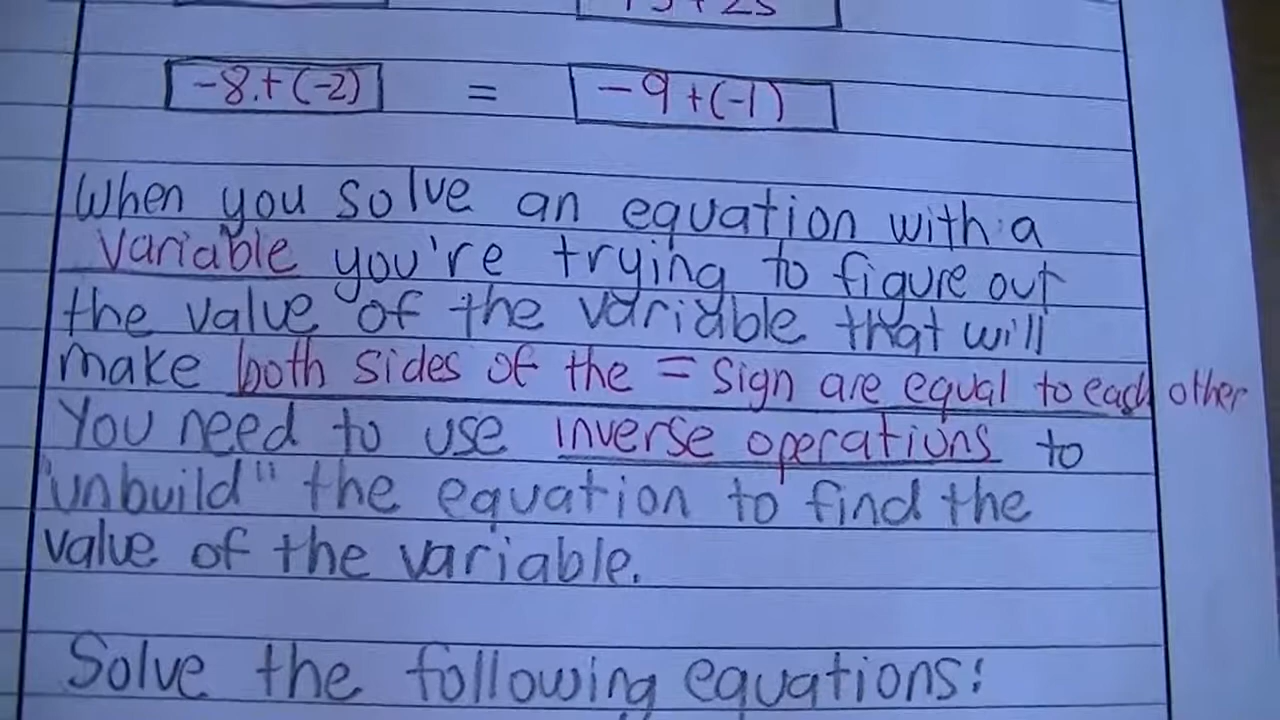 -8.+(-2) = -9+(-1)
When you solve an equation with a
variable you're trying to figure out
the value of the variable that will
make both sides of the = sign are equal to each other
You need to use inverse operations to
"unbuild" the equation to find the
value of the variable.
Solve the following equations: